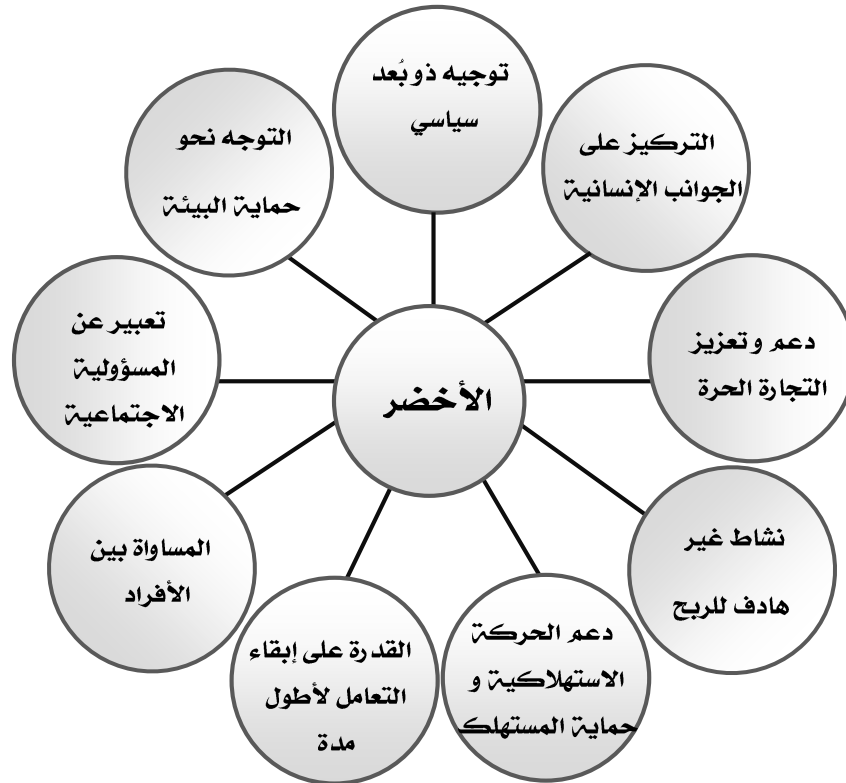 توجيه ذو بُعد
سياسي
التركيز على
الجوانب الإنسانية
دعم و تعزيز
التجارة الحرة
نشاط غير
هادف للربح
دعم الحركة
الاستهلاكية و
حماية المستهلك
القدرة على إبقاء
التعامل لأطول
مدة
المساواة بين
الأفراد
تعبير عن
المسؤولية
الاجتماعية
التوجه نحو
حماية البيئة
الأخضر